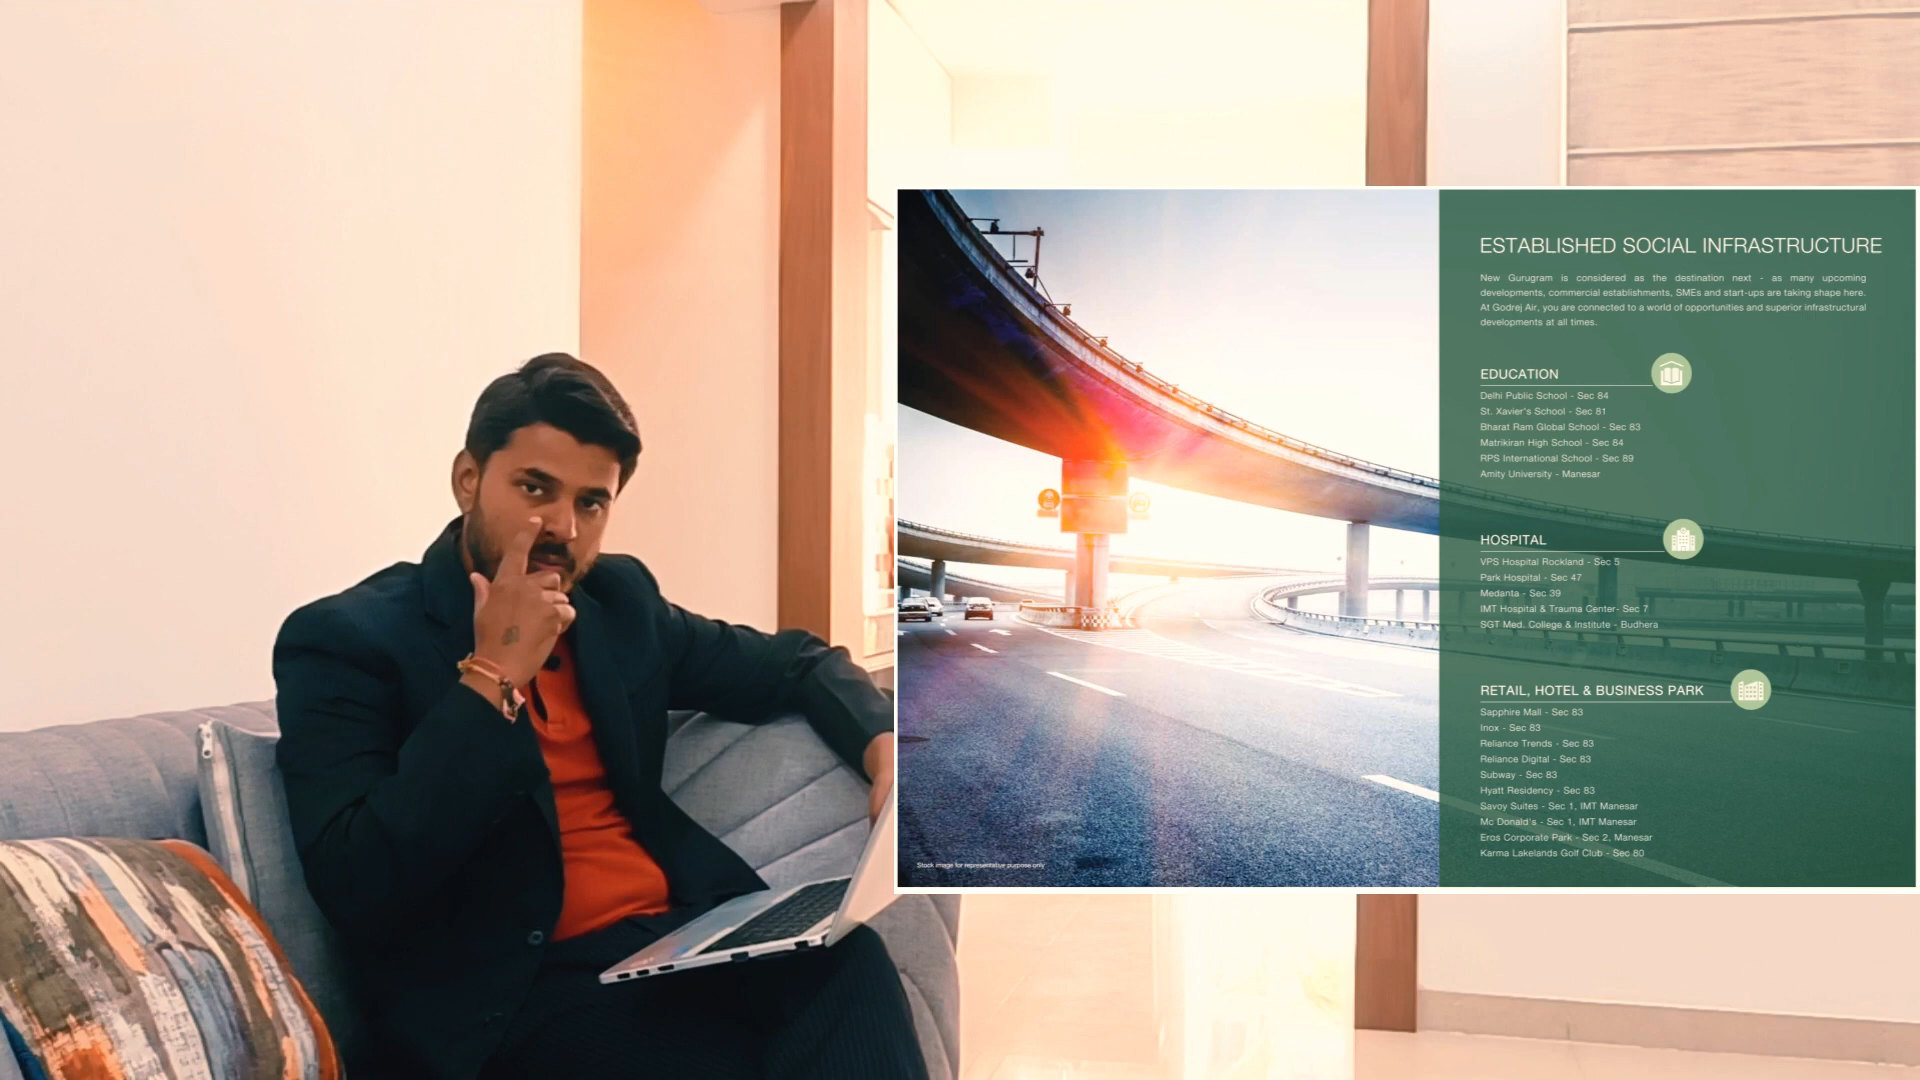 ESTABLISHED SOCIAL INFRASTRUCTURE
New Gurugram is considered as the destination next - as many upcoming
developments, commercial establishments, SMEs and start-ups are taking shape here.
At Godrej Air, you are connected to a world of opportunities and superior infrastructural
developments at all times.
EDUCATION
Delhi Public School - Sec 84
St. Xavier's School - Sec 81
Bharat Ram Global School - Sec 83
Matrikiran High School - Sec 84
RPS International School - Sec 89
Amity University - Manesar
HOSPITAL
VPS Hospital Rockland - Sec 5
Park Hospital - Sec 47
Medanta - Sec 39
IMT Hospital & Trauma Center- Sec 7
SGT Med. College & Institute - Budhera
RETAIL, HOTEL & BUSINESS PARK
Sapphire Mall - Sec 83
Inox - Sec 83
Reliance Trends - Sec 83
Reliance Digital - Sec 83
Subway - Sec 83
Hyatt Residency - Sec 83
Savoy Suites - Sec 1, IMT Manesar
Mc Donald's - Sec 1, IMT Manesar
Eros Corporate Park - Sec 2, Manesar
Karma Lakelands Golf Club - Sec 80
Stock image for representative purpose only